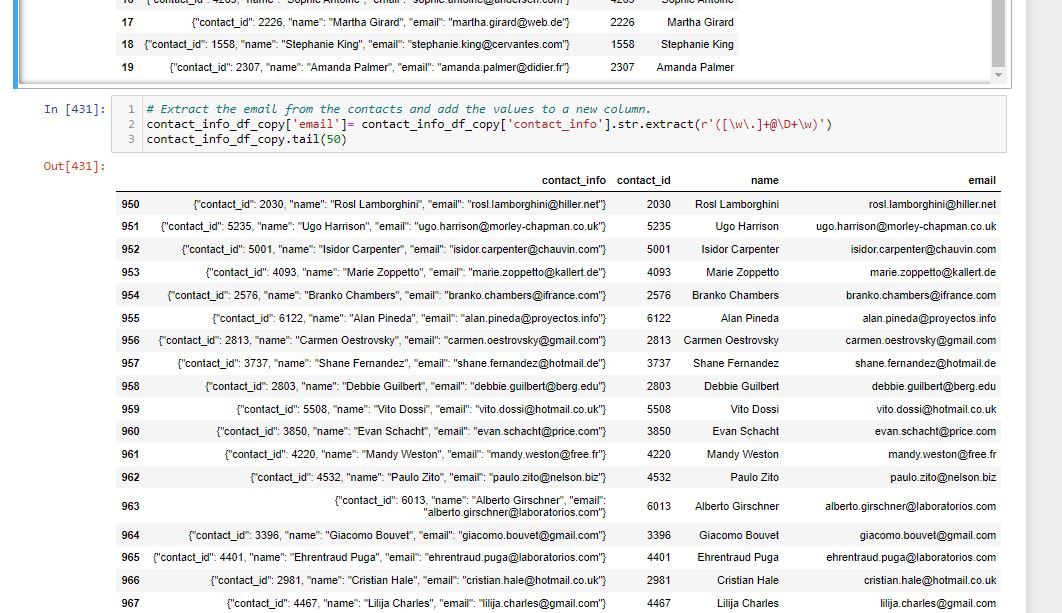 17 {"contact_id": 2226, "name": "Martha Girard", "email": "martha.girard@web.de"} 2226 Martha Girard
18 {"contact_id": 1558, "name": "Stephanie King", "email": "stephanie.king@cervantes.com"} 1558 Stephanie King
19 {"contact_id": 2307, "name": "Amanda Palmer", "email": "amanda.palmer@didier.fr"} 2307 Amanda Palmer
In [431]: 1 # Extract the email from the contacts and add the values to a new column.
2 contact_info_df_copy['email']= contact_info_df_copy['contact_info'].str.extract(r'([\w\.]+@\D+\w)')
3 contact_info_df_copy.tail(50)
Out[431]:
contact_info contact_id name email
950 {"contact_id": 2030, "name": "Rosl Lamborghini", "email": "rosl.lamborghini@hiller.net"} 2030 Rosl Lamborghini rosl.lamborghini@hiller.net
951 {"contact_id": 5235, "name": "Ugo Harrison", "email": "ugo.harrison@morley-chapman.co.uk"} 5235 Ugo Harrison ugo.harrison@morley-chapman.co.uk
952 {"contact_id": 5001, "name": "Isidor Carpenter", "email": "isidor.carpenter@chauvin.com"} 5001 Isidor Carpenter isidor.carpenter@chauvin.com
953 {"contact_id": 4093, "name": "Marie Zoppetto", "email": "marie.zoppetto@kallert.de"} 4093 Marie Zoppetto marie.zoppetto@kallert.de
954 {"contact_id": 2576, "name": "Branko Chambers", "email": "branko.chambers@ifrance.com"} 2576 Branko Chambers branko.chambers@ifrance.com
955 {"contact_id": 6122, "name": "Alan Pineda", "email": "alan.pineda@proyectos.info"} 6122 Alan Pineda alan.pineda@proyectos.info
956 {"contact_id": 2813, "name": "Carmen Oestrovsky", "email": "carmen.oestrovsky@gmail.com"} 2813 Carmen Oestrovsky carmen.oestrovsky@gmail.com
957 {"contact_id": 3737, "name": "Shane Fernandez", "email": "shane.fernandez@hotmail.de"} 3737 Shane Fernandez shane.fernandez@hotmail.de
958 {"contact_id": 2803, "name": "Debbie Guilbert", "email": "debbie.guilbert@berg.edu"} 2803 Debbie Guilbert debbie.guilbert@berg.edu
959 {"contact_id": 5508, "name": "Vito Dossi", "email": "vito.dossi@hotmail.co.uk"} 5508 Vito Dossi vito.dossi@hotmail.co.uk
960 {"contact_id": 3850, "name": "Evan Schacht", "email": "evan.schacht@price.com"} 3850 Evan Schacht evan.schacht@price.com
961 {"contact_id": 4220, "name": "Mandy Weston", "email": "mandy.weston@free.fr"} 4220 Mandy Weston mandy.weston@free.fr
962 {"contact_id": 4532, "name": "Paulo Zito", "email": "paulo.zito@nelson.biz"} 4532 Paulo Zito paulo.zito@nelson.biz
963 {"contact_id": 6013, "name": "Alberto Girschner", "email":
"alberto.girschner@laboratorios.com"} 6013 Alberto Girschner alberto.girschner@laboratorios.com
964 {"contact_id": 3396, "name": "Giacomo Bouvet", "email": "giacomo.bouvet@gmail.com"} 3396 Giacomo Bouvet giacomo.bouvet@gmail.com
965 {"contact_id": 4401, "name": "Ehrentraud Puga", "email": "ehrentraud.puga@laboratorios.com"} 4401 Ehrentraud Puga ehrentraud.puga@laboratorios.com
966 {"contact_id": 2981, "name": "Cristian Hale", "email": "cristian.hale@hotmail.co.uk"} 2981 Cristian Hale cristian.hale@hotmail.co.uk
967 {"contact_id": 4467, "name": "Lilija Charles", "email": "lilija.charles@gmail.com"} 4467 Lilija Charles lilija.charles@gmail.com